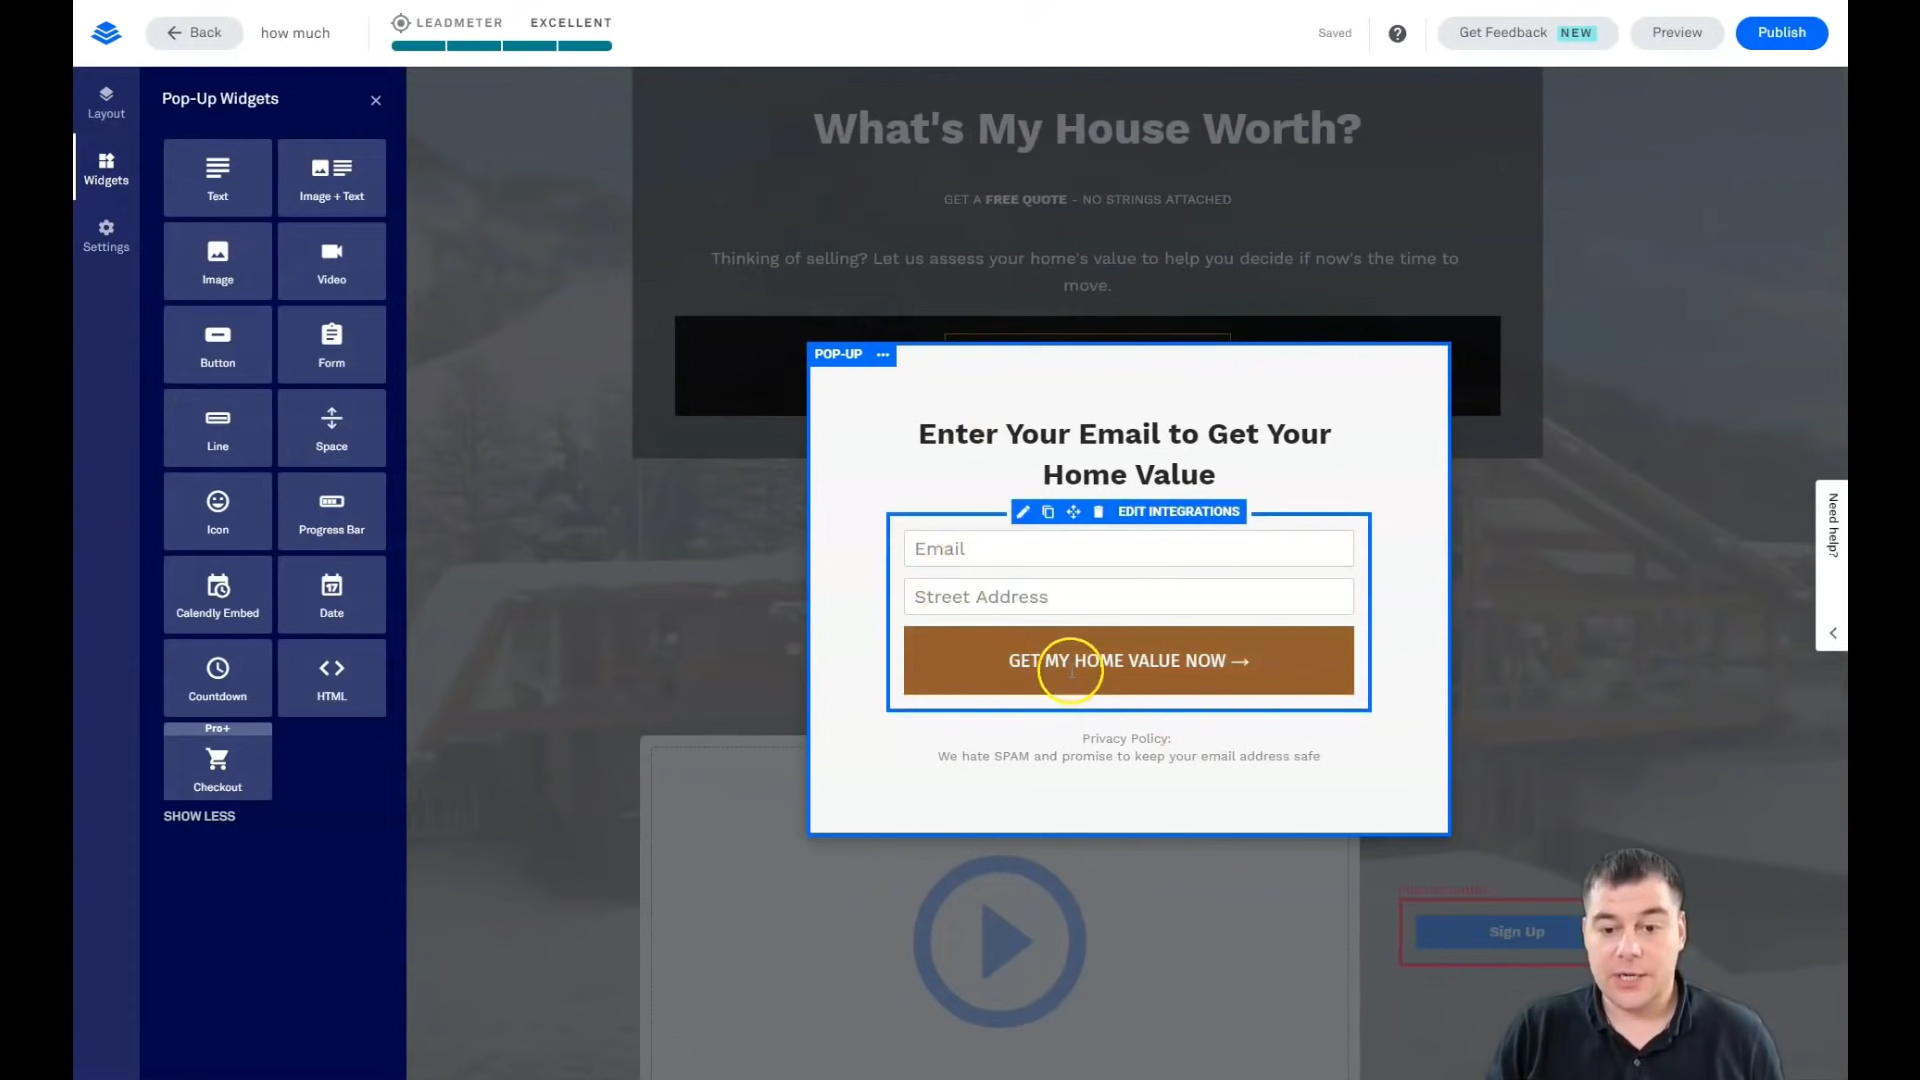 Back
how much
LEADMETER
EXCELLENT
Saved
Get Feedback NEW
Preview
Publish
Layout
Widgets
Settings
Pop-Up Widgets
Text
Image + Text
Image
Video
Button
Form
Line
Space
Icon
Progress Bar
Calendly Embed
17
Date
Countdown
HTML
Pro+
Checkout
SHOW LESS
What's My House Worth?
GET A FREE QUOTE - NO STRINGS ATTACHED
Thinking of selling? Let us assess your home's value to help you decide if now's the time to
move.
POP-UP
Enter Your Email to Get Your
Home Value
EDIT INTEGRATIONS
Email
Street Address
GET MY HOME VALUE NOW →
Privacy Policy:
We hate SPAM and promise to keep your email address safe
Need help?
Sign Up